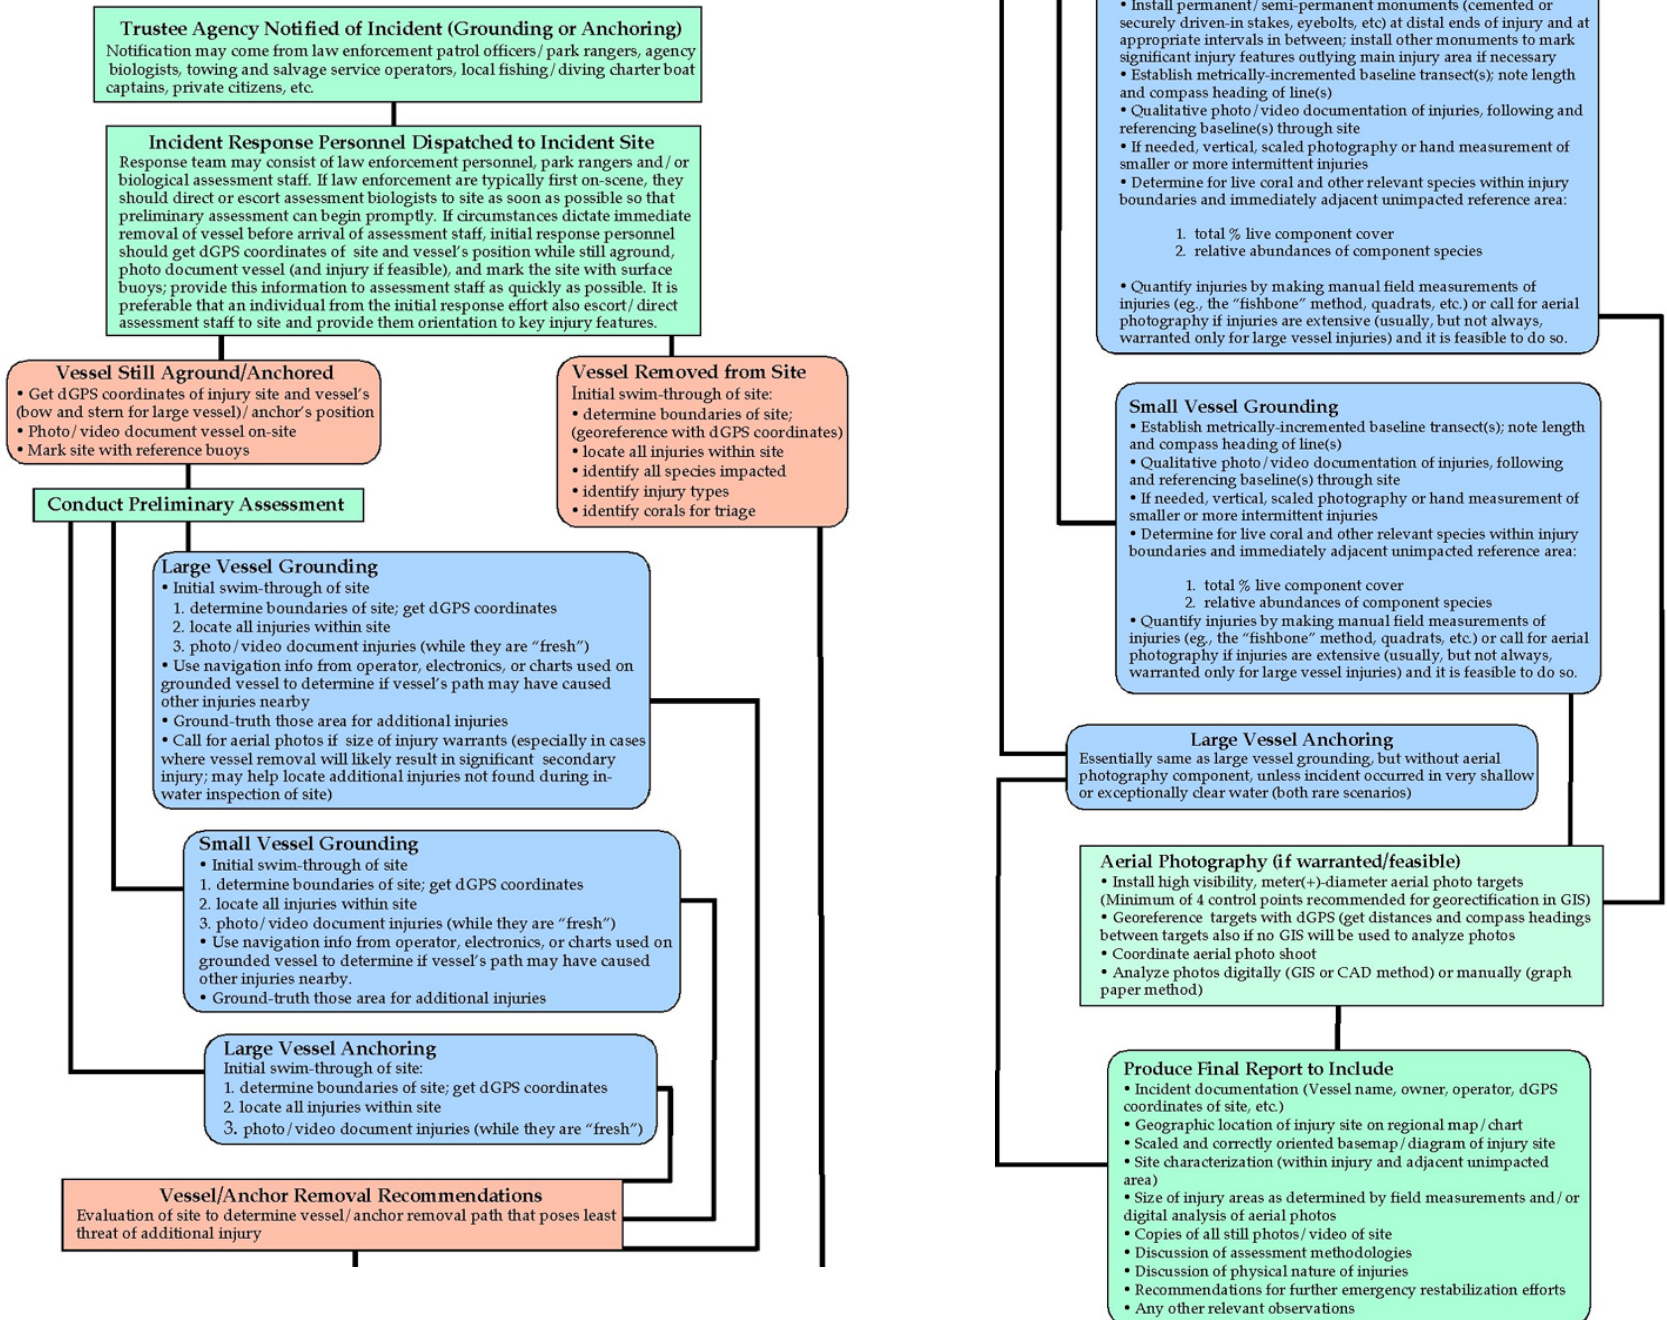 Trustee Agency Notified of Incident (Grounding or Anchoring)
Notification may come from law enforcement patrol officers/park rangers, agency
biologists, towing and salvage service operators, local fishing/diving charter boat
captains, private citizens, etc.
Incident Response Personnel Dispatched to Incident Site
Response team may consist of law enforcement personnel, park rangers and/or
biological assessment staff. If law enforcement are typically first on-scene, they
should direct or escort assessment biologists to site as soon as possible so that
preliminary assessment can begin promptly. If circumstances dictate immediate
removal of vessel before arrival of assessment staff, initial response personnel
should get dGPS coordinates of site and vessel's position while still aground,
photo document vessel (and injury if feasible), and mark the site with surface
buoys; provide this information to assessment staff as quickly as possible. It is
preferable that an individual from the initial response effort also escort/direct
assessment staff to site and provide them orientation to key injury features.
Vessel Still Aground/Anchored
• Get dGPS coordinates of injury site and vessel's
(bow and stern for large vessel)/anchor's position
• Photo/video document vessel on-site
• Mark site with reference buoys
Vessel Removed from Site
Initial swim-through of site:
• determine boundaries of site;
(georeference with dGPS coordinates)
• locate all injuries within site
• identify all species impacted
• identify injury types
• identify corals for triage
Conduct Preliminary Assessment
Large Vessel Grounding
• Initial swim-through of site
1. determine boundaries of site; get dGPS coordinates
2. locate all injuries within site
3. photo/video document injuries (while they are “fresh”)
• Use navigation info from operator, electronics, or charts used on
grounded vessel to determine if vessel's path may have caused
other injuries nearby
• Ground-truth those area for additional injuries
• Call for aerial photos if size of injury warrants (especially in cases
where vessel removal will likely result in significant secondary
injury; may help locate additional injuries not found during in-
water inspection of site)
Small Vessel Grounding
• Initial swim-through of site
1. determine boundaries of site; get dGPS coordinates
2. locate all injuries within site
3. photo/video document injuries (while they are “fresh”)
• Use navigation info from operator, electronics, or charts used on
grounded vessel to determine if vessel's path may have caused
other injuries nearby.
• Ground-truth those area for additional injuries
Large Vessel Anchoring
Initial swim-through of site:
1. determine boundaries of site; get dGPS coordinates
2. locate all injuries within site
3. photo/video document injuries (while they are “fresh”)
Vessel/Anchor Removal Recommendations
Evaluation of site to determine vessel/anchor removal path that poses least
threat of additional injury
• Install permanent/semi-permanent monuments (cemented or
securely driven-in stakes, eyebolts, etc) at distal ends of injury and at
appropriate intervals in between; install other monuments to mark
significant injury features outlying main injury area if necessary
• Establish metrically-incremented baseline transect(s); note length
and compass heading of line(s)
• Qualitative photo/video documentation of injuries, following and
referencing baseline(s) through site
• If needed, vertical, scaled photography or hand measurement of
smaller or more intermittent injuries
• Determine for live coral and other relevant species within injury
boundaries and immediately adjacent unimpacted reference area:
1. total % live component cover
2. relative abundances of component species
• Quantify injuries by making manual field measurements of
injuries (eg., the “fishbone” method, quadrats, etc.) or call for aerial
photography if injuries are extensive (usually, but not always,
warranted only for large vessel injuries) and it is feasible to do so.
Small Vessel Grounding
• Establish metrically-incremented baseline transect(s); note length
and compass heading of line(s)
• Qualitative photo/video documentation of injuries, following
and referencing baseline(s) through site
• If needed, vertical, scaled photography or hand measurement of
smaller or more intermittent injuries
• Determine for live coral and other relevant species within injury
boundaries and immediately adjacent unimpacted reference area:
1. total % live component cover
2. relative abundances of component species
• Quantify injuries by making manual field measurements of
injuries (eg., the “fishbone” method, quadrats, etc.) or call for aerial
photography if injuries are extensive (usually, but not always,
warranted only for large vessel injuries) and it is feasible to do so.
Large Vessel Anchoring
Essentially same as large vessel grounding, but without aerial
photography component, unless incident occurred in very shallow
or exceptionally clear water (both rare scenarios)
Aerial Photography (if warranted/feasible)
• Install high visibility, meter(+)-diameter aerial photo targets
(Minimum of 4 control points recommended for georectification in GIS)
• Georeference targets with dGPS (get distances and compass headings
between targets also if no GIS will be used to analyze photos
• Coordinate aerial photo shoot
• Analyze photos digitally (GIS or CAD method) or manually (graph
paper method)
Produce Final Report to Include
• Incident documentation (Vessel name, owner, operator, dGPS
coordinates of site, etc.)
• Geographic location of injury site on regional map/chart
• Scaled and correctly oriented basemap/diagram of injury site
• Site characterization (within injury and adjacent unimpacted
area)
• Size of injury areas as determined by field measurements and/or
digital analysis of aerial photos
• Copies of all still photos/video of site
• Discussion of assessment methodologies
• Discussion of physical nature of injuries
• Recommendations for further emergency restabilization efforts
• Any other relevant observations